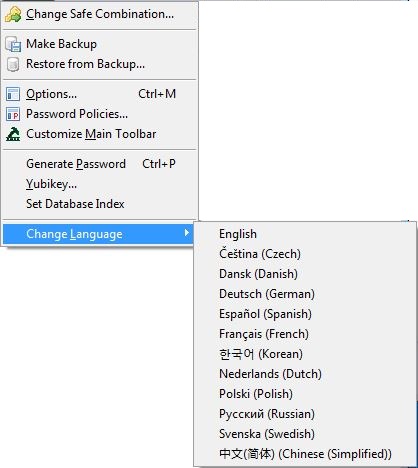 Change Safe Combination...
Make Backup
Restore from Backup...
Options... Ctrl+M
Password Policies...
Customize Main Toolbar
Generate Password Ctrl+P
Yubikey...
Set Database Index
Change Language
English
Čeština (Czech)
Dansk (Danish)
Deutsch (German)
Español (Spanish)
Français (French)
한국어 (Korean)
Nederlands (Dutch)
Polski (Polish)
Русский (Russian)
Svenska (Swedish)
中文(简体) (Chinese (Simplified))